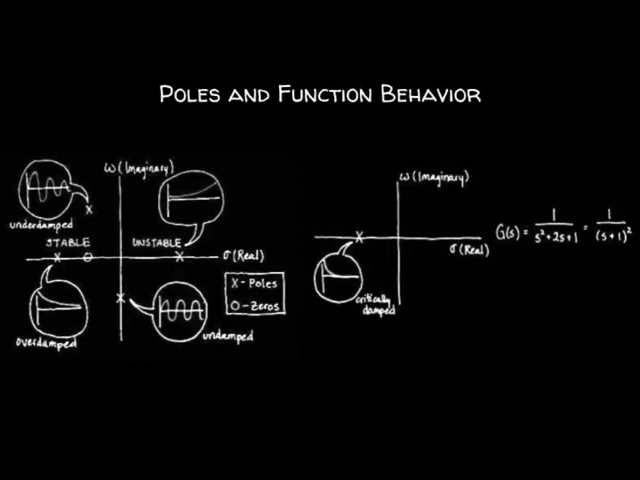 POLES AND FUNCTION BEHAVIOR
ω (Imaginary)
underdamped
STABLE
UNSTABLE
σ (Real)
X - Poles
O - Zeros
overdamped
undamped
ω (Imaginary)
σ (Real)
critically
damped
G(s) = 1 / s²+2s+1 = 1 / (s+1)²